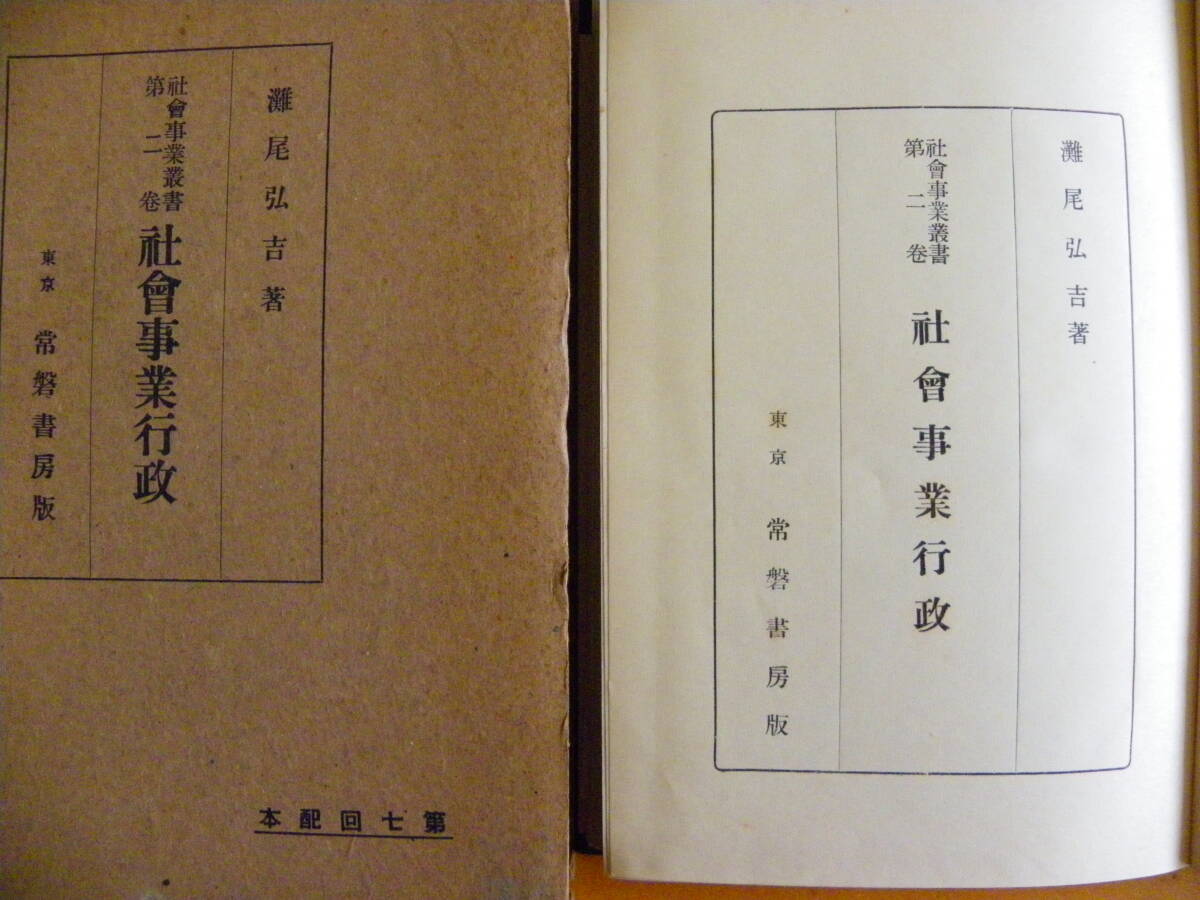 灘尾弘吉著
社會事業叢書
第二卷
社會事業行政
東京 常磐書房版
本配回七第
灘尾弘吉著
社會事業叢書
第二卷
社會事業行政
東京 常磐書房版